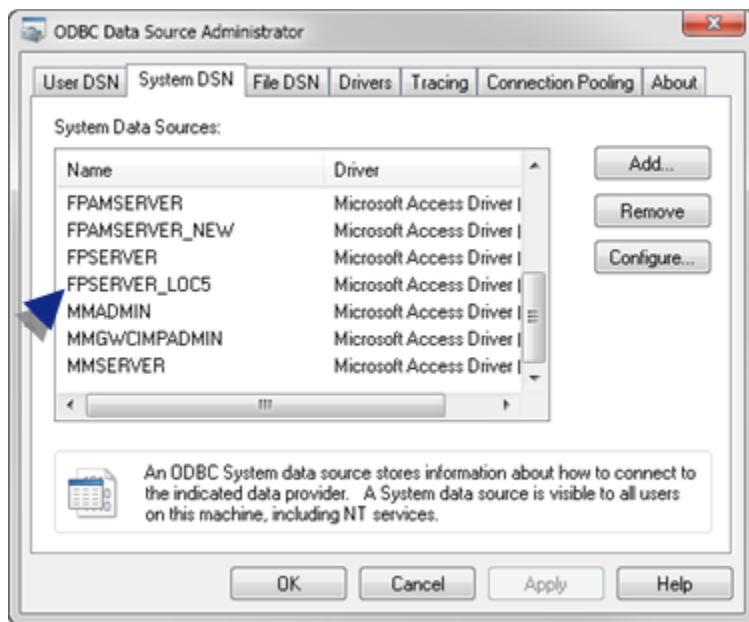 ODBC Data Source Administrator
User DSN System DSN File DSN Drivers Tracing Connection Pooling About
System Data Sources:
Name Driver
FPAMSERVER Microsoft Access Driver (
FPAMSERVER_NEW Microsoft Access Driver (
FPSERVER Microsoft Access Driver (
FPSERVER_LOC5 Microsoft Access Driver (
MMADMIN Microsoft Access Driver (
MMGWCIMPADMIN Microsoft Access Driver (
MMSERVER Microsoft Access Driver (
Add...
Remove
Configure...
An ODBC System data source stores information about how to connect to
the indicated data provider. A System data source is visible to all users
on this machine, including NT services.
OK Cancel Apply Help